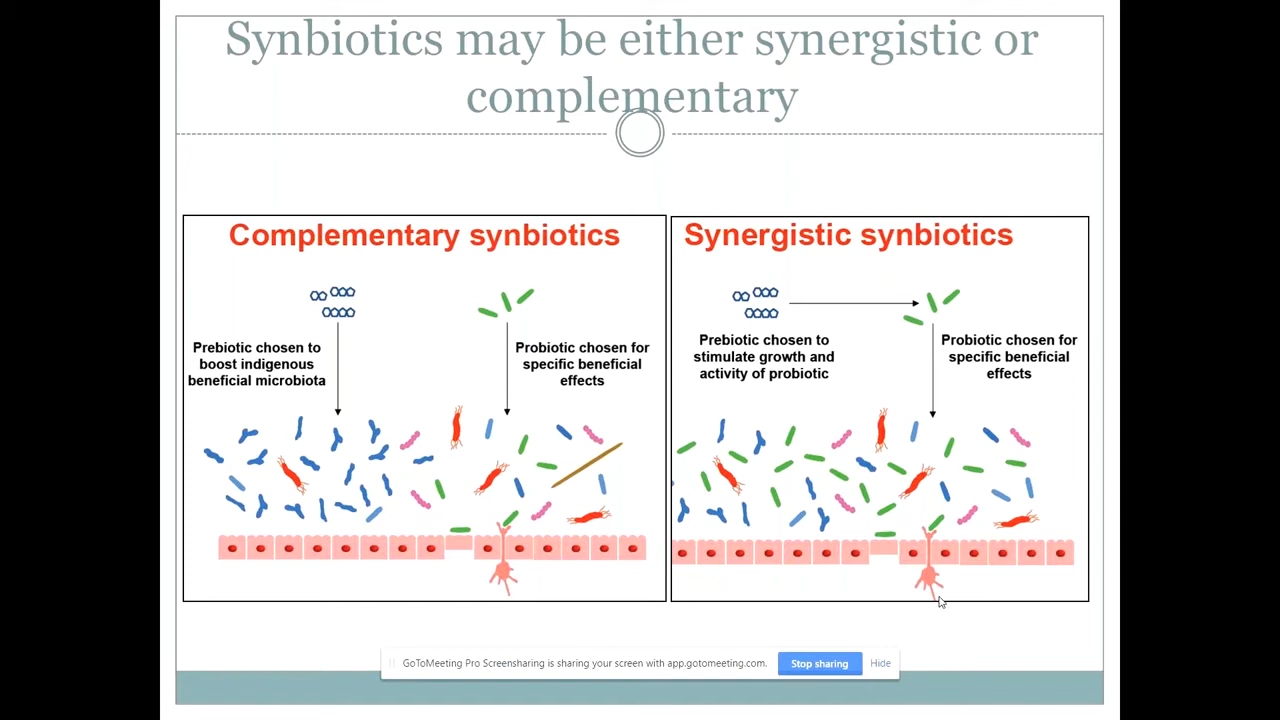 Synbiotics may be either synergistic or
complementary
Complementary synbiotics
Prebiotic chosen to
boost indigenous
beneficial microbiota
Probiotic chosen for
specific beneficial
effects
Synergistic synbiotics
Prebiotic chosen to
stimulate growth and
activity of probiotic
Probiotic chosen for
specific beneficial
effects
GoToMeeting Pro Screensharing is sharing your screen with app.gotomeeting.com.
Stop sharing
Hide